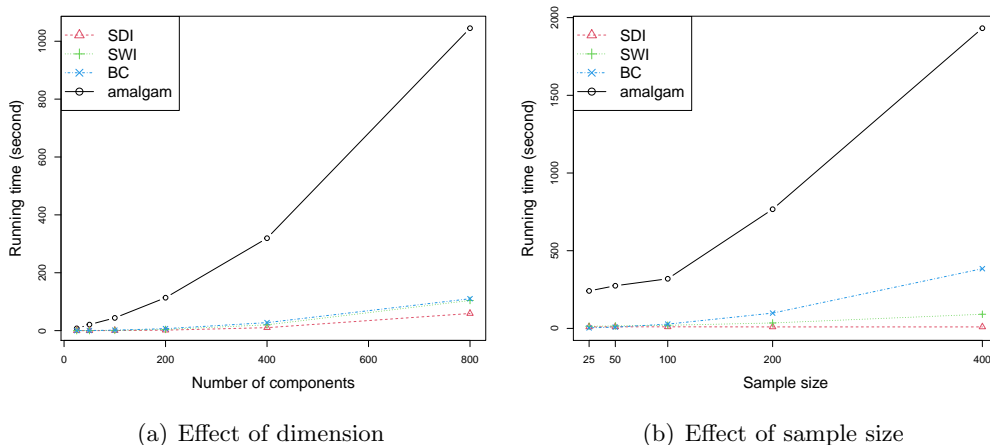 SDI
SWI
BC
amalgam
Running time (second)
0
200
400
600
800
1000
0
200
400
600
800
Number of components
(a) Effect of dimension
SDI
SWI
BC
amalgam
Running time (second)
0
500
1000
1500
2000
25
50
100
200
400
Sample size
(b) Effect of sample size